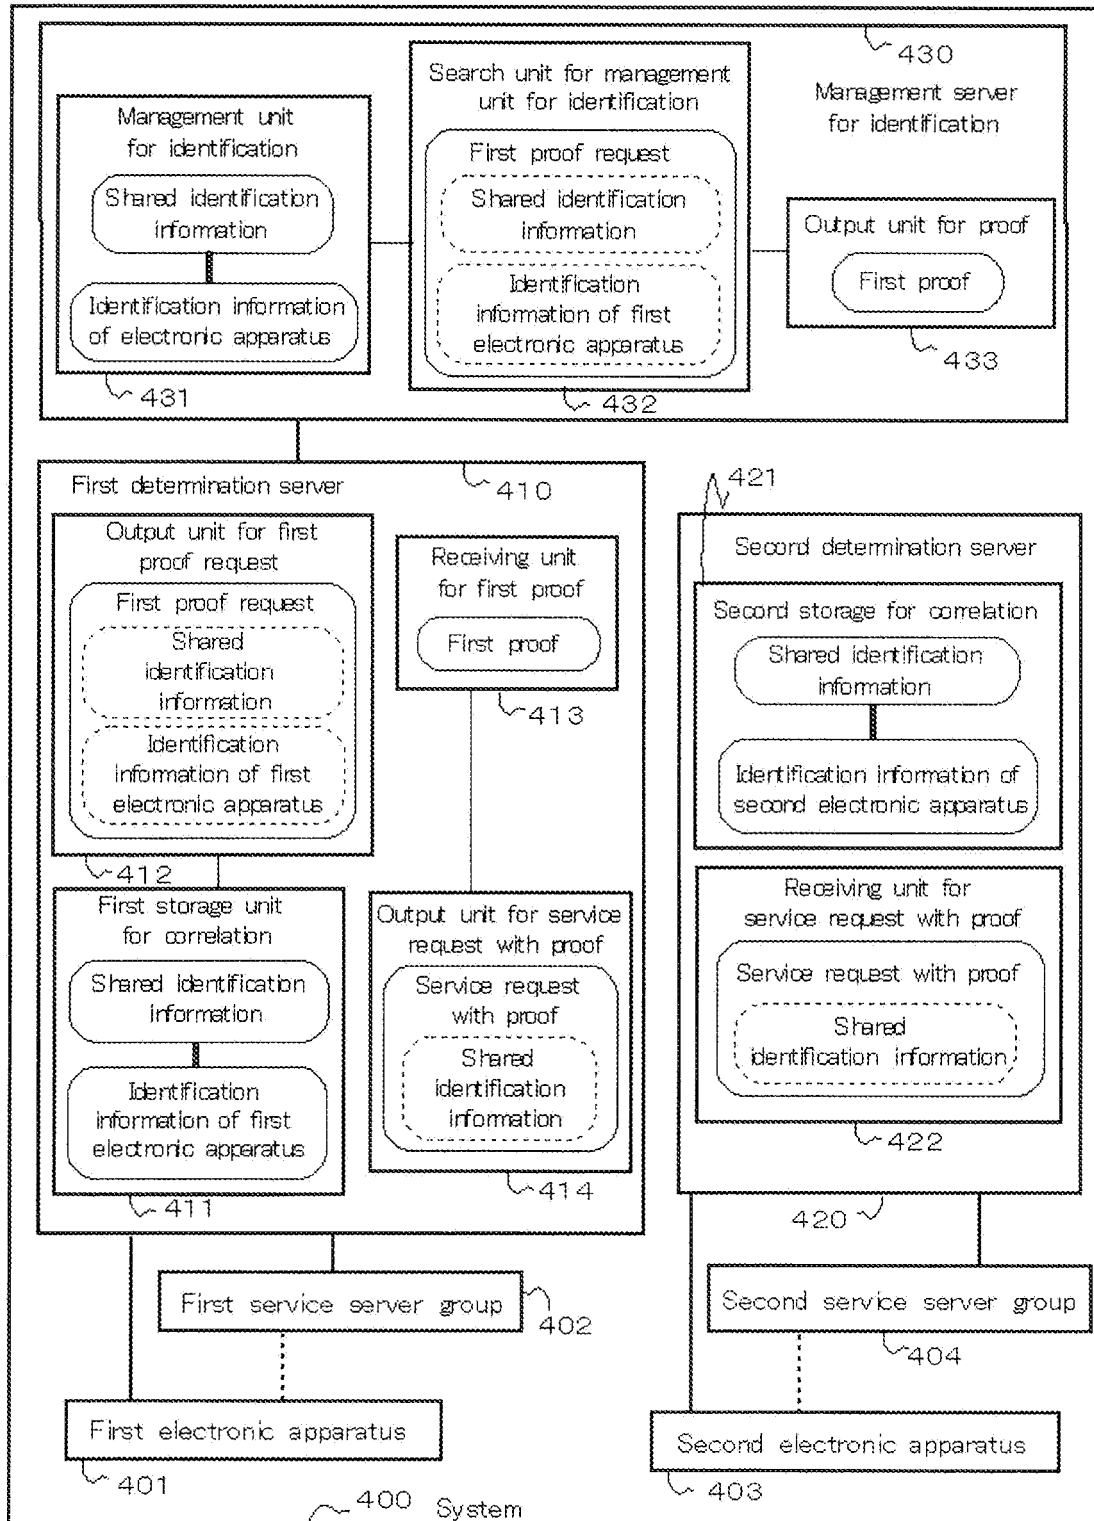 430
Management server
for identification
Search unit for management
unit for identification
First proof request
Shared identification
information
Identification
information of first
electronic apparatus
432
Management unit
for identification
Shared identification
information
Identification information
of electronic apparatus
431
Output unit for proof
First proof
433
First determination server
410
Output unit for first
proof request
First proof request
Shared
identification
information
Identification
information of first
electronic apparatus
412
Receiving unit
for first proof
First proof
413
First storage unit
for correlation
Shared identification
information
Identification
information of first
electronic apparatus
411
Output unit for service
request with proof
Service request
with proof
Shared
identification
information
414
421
Second determination server
Second storage for correlation
Shared identification
information
Identification information of
second electronic apparatus
Receiving unit for
service request with proof
Service request with proof
Shared
identification information
422
420
First service server group
402
Second service server group
404
First electronic apparatus
401
Second electronic apparatus
403
400 System